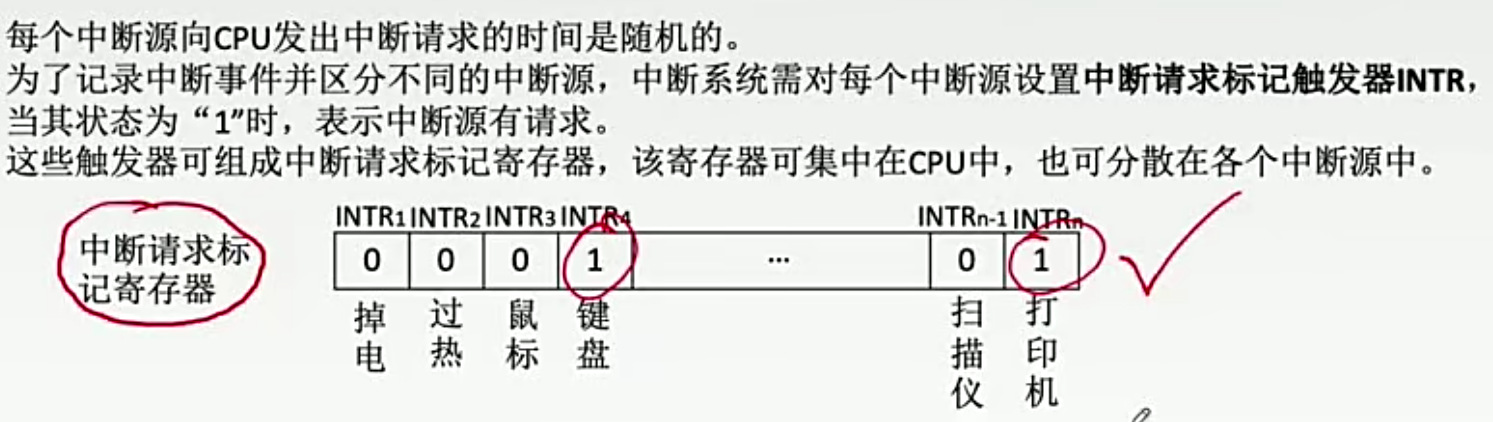 每个中断源向CPU发出中断请求的时间是随机的。
为了记录中断事件并区分不同的中断源，中断系统需对每个中断源设置中断请求标记触发器INTR，
当其状态为“1”时，表示中断源有请求。
这些触发器可组成中断请求标记寄存器，该寄存器可集中在CPU中，也可分散在各个中断源中。
INTR1 INTR2 INTR3 INTR4 INTRn-1 INTRn
中断请求标
记寄存器
0 0 0 1 … 0 1
掉电 过热 鼠标 键盘 扫描仪 打印机